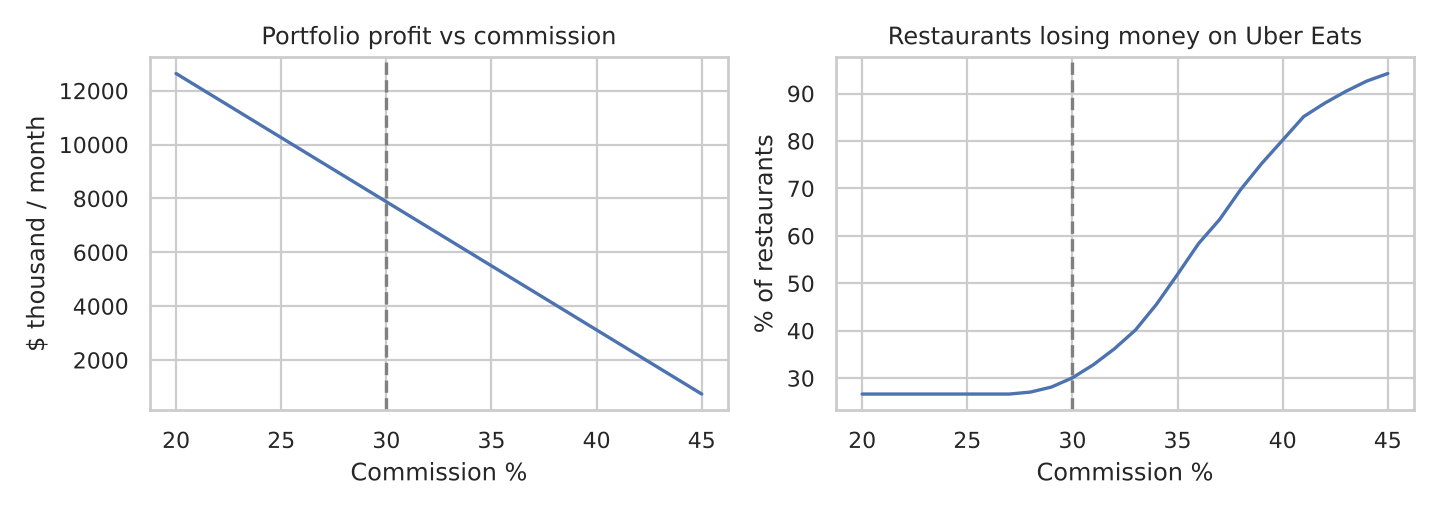 Portfolio profit vs commission
$ thousand / month
12000
10000
8000
6000
4000
2000
20 25 30 35 40 45
Commission %
Restaurants losing money on Uber Eats
% of restaurants
90
80
70
60
50
40
30
20 25 30 35 40 45
Commission %